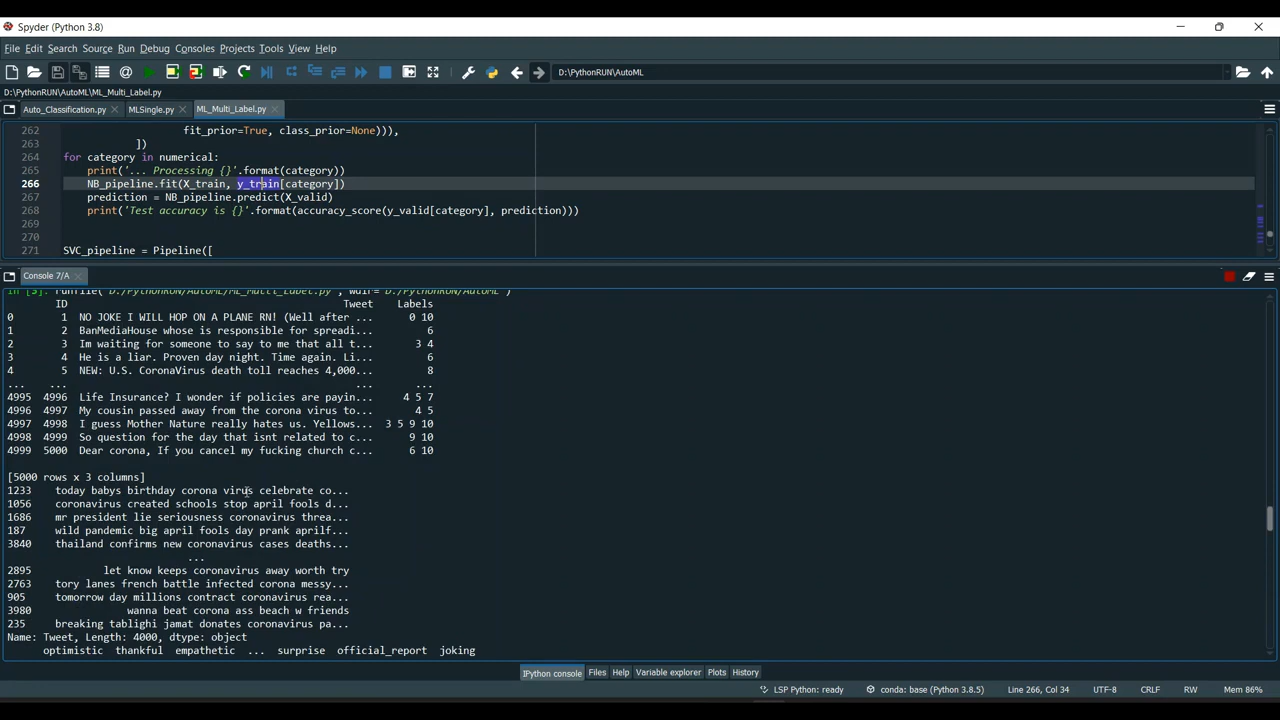 Spyder (Python 3.8)
File Edit Search Source Run Debug Consoles Projects Tools View Help
D:\PythonRUN\AutoML
D:\PythonRUN\AutoML\ML_Multi_Label.py
Auto_Classification.py MLSingle.py ML_Multi_Label.py
262 fit_prior=True, class_prior=None))),
263 ])
264 for category in numerical:
265 print('... Processing {}'.format(category))
266 NB_pipeline.fit(X_train, y_train[category])
267 prediction = NB_pipeline.predict(X_valid)
268 print('Test accuracy is {}'.format(accuracy_score(y_valid[category], prediction)))
269
270
271 SVC_pipeline = Pipeline([
Console 7/A
In [3]: runfile('D:/PythonRUN/AutoML/ML_Multi_Label.py', wdir='D:/PythonRUN/AutoML')
ID Tweet Labels
0 1 NO JOKE I WILL HOP ON A PLANE RN! (Well after ... 0 10
1 2 BanMediaHouse whose is responsible for spreadi... 6
2 3 Im waiting for someone to say to me that all t... 3 4
3 4 He is a liar. Proven day night. Time again. Li... 6
4 5 NEW: U.S. CoronaVirus death toll reaches 4,000... 8
... ... ... ...
4995 4996 Life Insurance? I wonder if policies are payin... 4 5 7
4996 4997 My cousin passed away from the corona virus to... 4 5
4997 4998 I guess Mother Nature really hates us. Yellows... 3 5 9 10
4998 4999 So question for the day that isnt related to c... 9 10
4999 5000 Dear corona, If you cancel my fucking church c... 6 10
[5000 rows x 3 columns]
1233 today babys birthday corona virus celebrate co...
1056 coronavirus created schools stop april fools d...
1686 mr president lie seriousness coronavirus threa...
187 wild pandemic big april fools day prank aprilf...
3840 thailand confirms new coronavirus cases deaths...
...
2895 let know keeps coronavirus away worth try
2763 tory lanes french battle infected corona messy...
905 tomorrow day millions contract coronavirus rea...
3980 wanna beat corona ass beach w friends
235 breaking tablighi jamat donates coronavirus pa...
Name: Tweet, Length: 4000, dtype: object
optimistic thankful empathetic ... surprise official_report joking
IPython console Files Help Variable explorer Plots History
LSP Python: ready conda: base (Python 3.8.5) Line 266, Col 34 UTF-8 CRLF RW Mem 86%